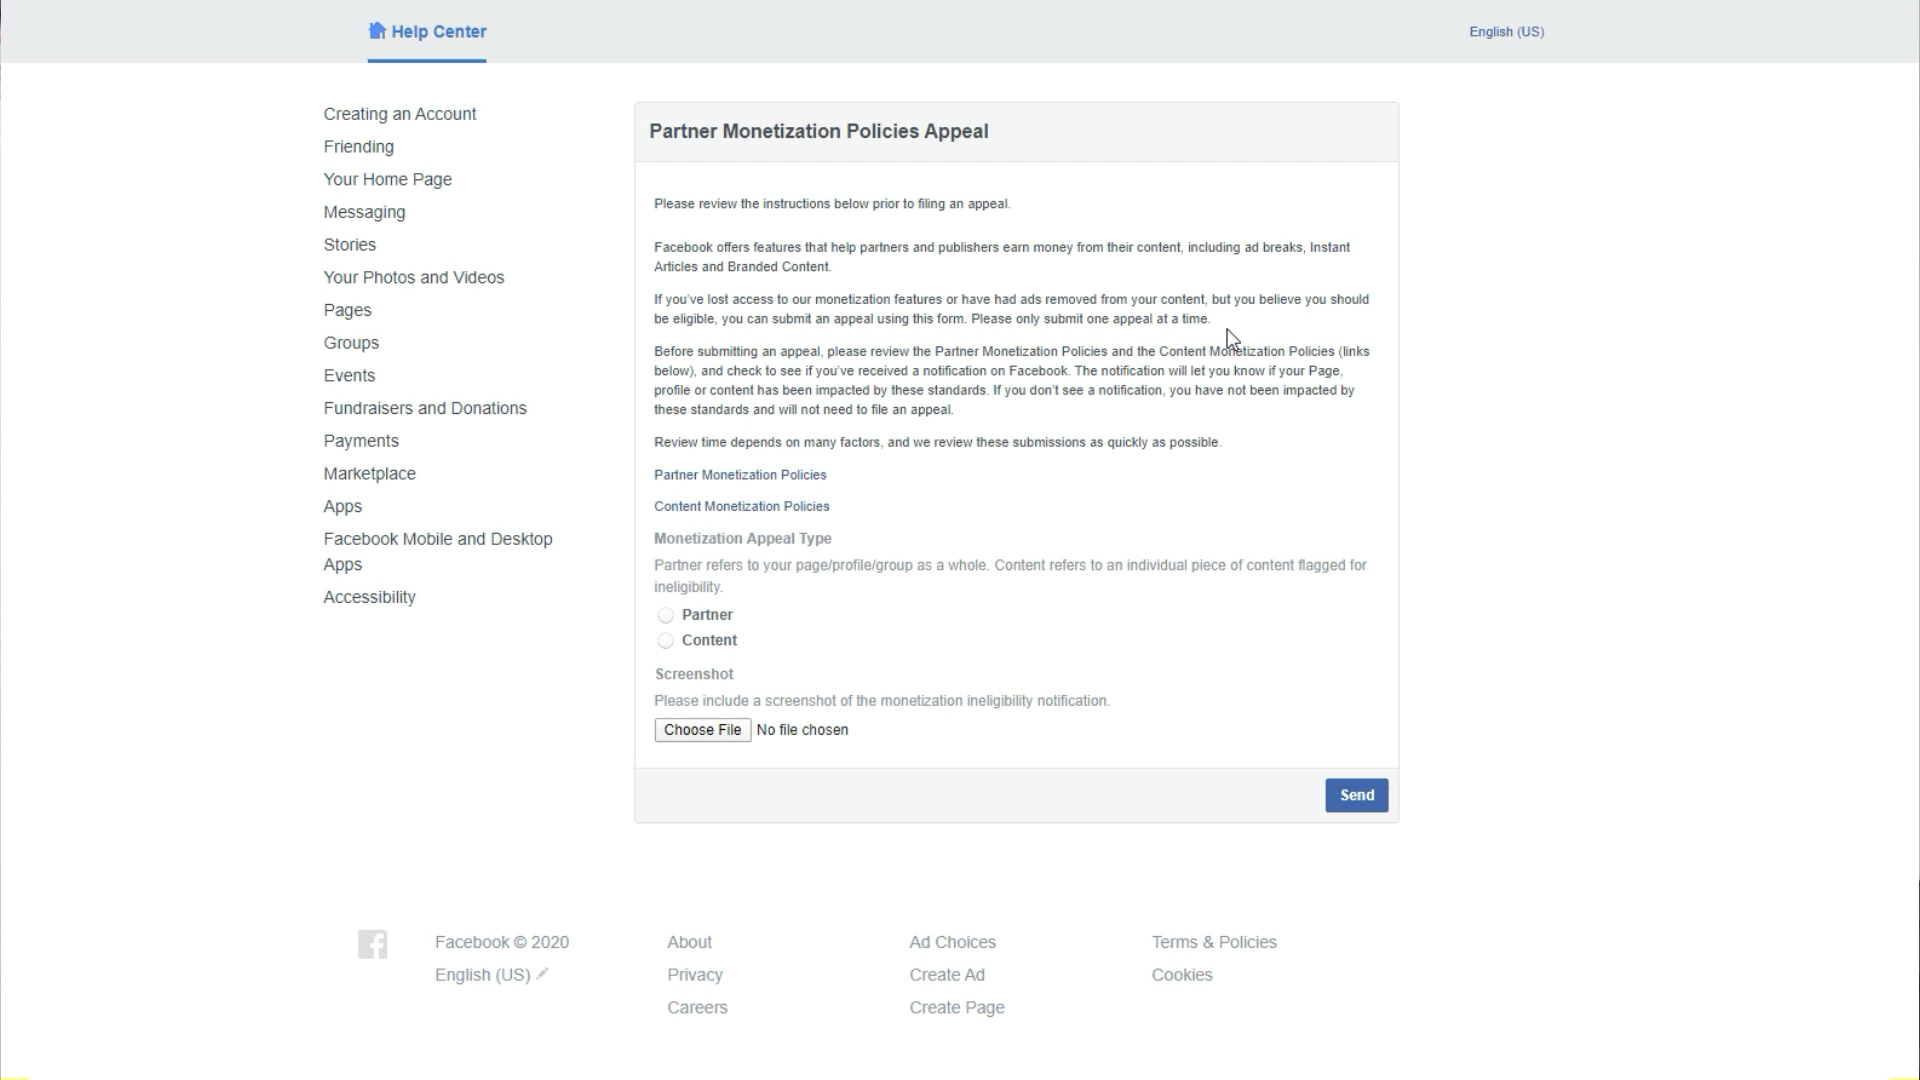 Help Center
English (US)
Creating an Account
Friending
Your Home Page
Messaging
Stories
Your Photos and Videos
Pages
Groups
Events
Fundraisers and Donations
Payments
Marketplace
Apps
Facebook Mobile and Desktop
Apps
Accessibility
Partner Monetization Policies Appeal
Please review the instructions below prior to filing an appeal.
Facebook offers features that help partners and publishers earn money from their content, including ad breaks, Instant
Articles and Branded Content.
If you've lost access to our monetization features or have had ads removed from your content, but you believe you should
be eligible, you can submit an appeal using this form. Please only submit one appeal at a time.
Before submitting an appeal, please review the Partner Monetization Policies and the Content Monetization Policies (links
below), and check to see if you've received a notification on Facebook. The notification will let you know if your Page,
profile or content has been impacted by these standards. If you don't see a notification, you have not been impacted by
these standards and will not need to file an appeal.
Review time depends on many factors, and we review these submissions as quickly as possible.
Partner Monetization Policies
Content Monetization Policies
Monetization Appeal Type
Partner refers to your page/profile/group as a whole. Content refers to an individual piece of content flagged for
ineligibility.
Partner
Content
Screenshot
Please include a screenshot of the monetization ineligibility notification.
Choose File No file chosen
Send
Facebook © 2020
English (US)
About
Privacy
Careers
Ad Choices
Create Ad
Create Page
Terms & Policies
Cookies